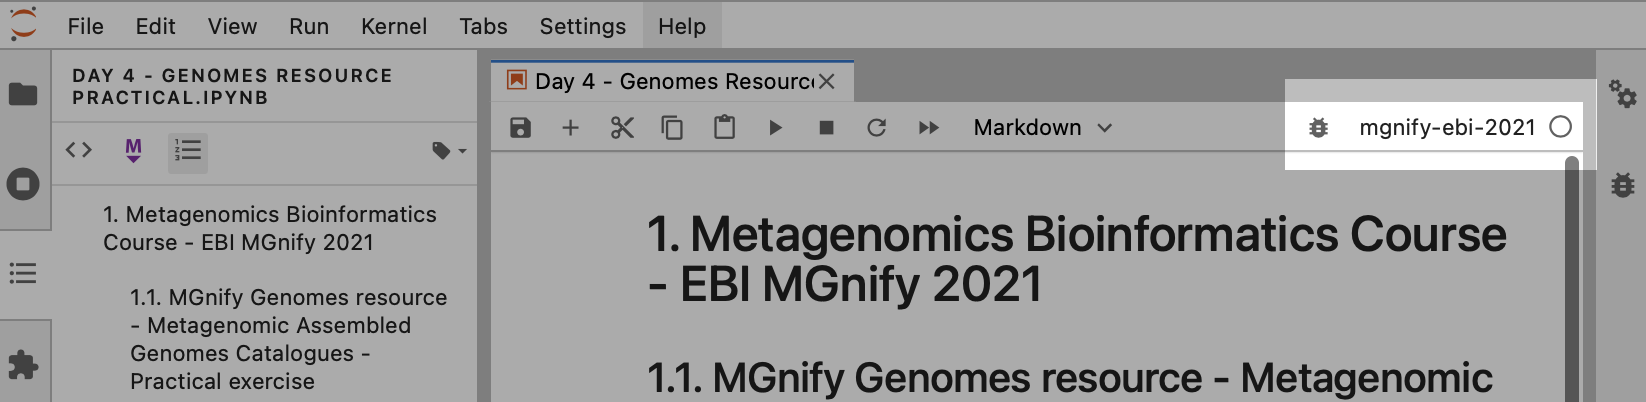 File Edit View Run Kernel Tabs Settings Help
DAY 4 - GENOMES RESOURCE
PRACTICAL.IPYNB
M
1. Metagenomics Bioinformatics
Course - EBI MGnify 2021
1.1. MGnify Genomes resource
- Metagenomic Assembled
Genomes Catalogues -
Practical exercise
Day 4 - Genomes Resourc
Markdown
mgnify-ebi-2021
1. Metagenomics Bioinformatics Course
- EBI MGnify 2021
1.1. MGnify Genomes resource - Metagenomic